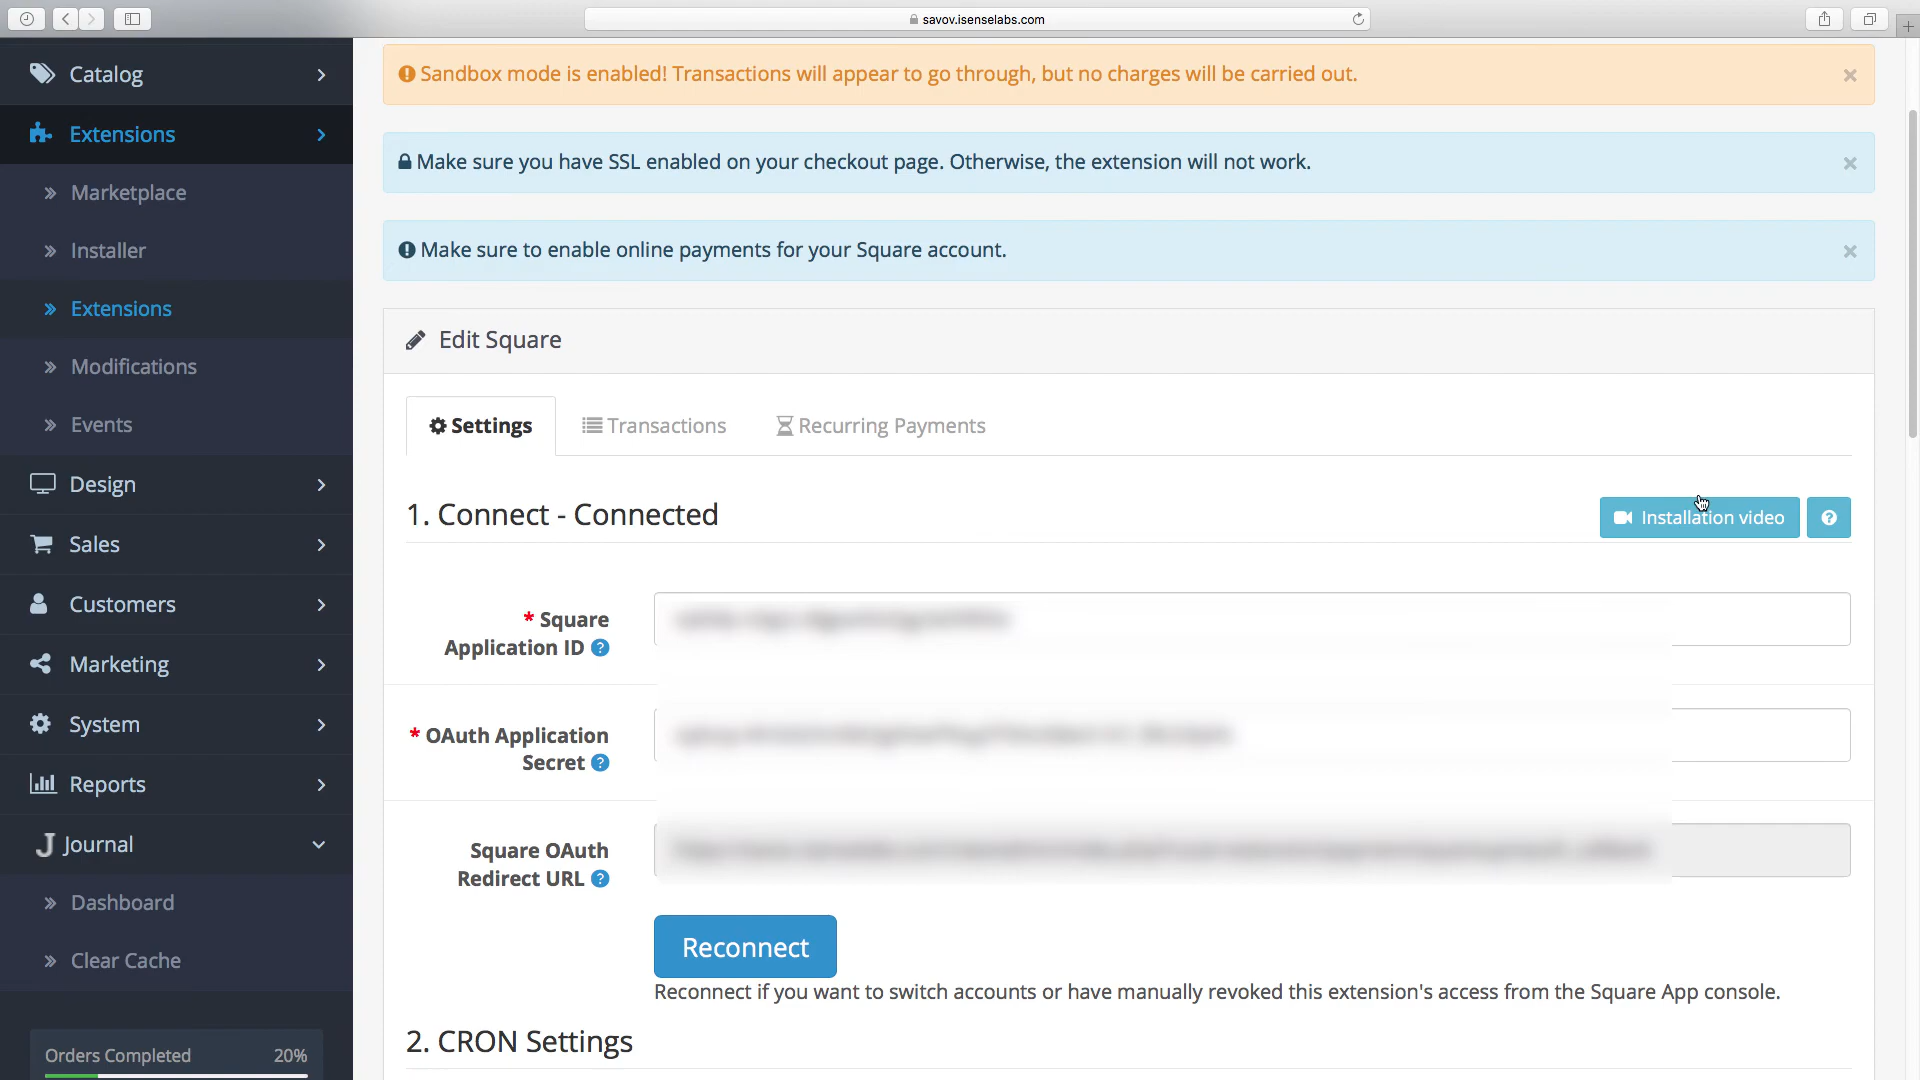 savov.isenselabs.com
Catalog
Extensions
Marketplace
Installer
Extensions
Modifications
Events
Design
Sales
Customers
Marketing
System
Reports
Journal
Dashboard
Clear Cache
Orders Completed 20%
Sandbox mode is enabled! Transactions will appear to go through, but no charges will be carried out.
Make sure you have SSL enabled on your checkout page. Otherwise, the extension will not work.
Make sure to enable online payments for your Square account.
Edit Square
Settings Transactions Recurring Payments
1. Connect - Connected
Installation video
* Square
Application ID
* OAuth Application
Secret
Square OAuth
Redirect URL
Reconnect
Reconnect if you want to switch accounts or have manually revoked this extension's access from the Square App console.
2. CRON Settings